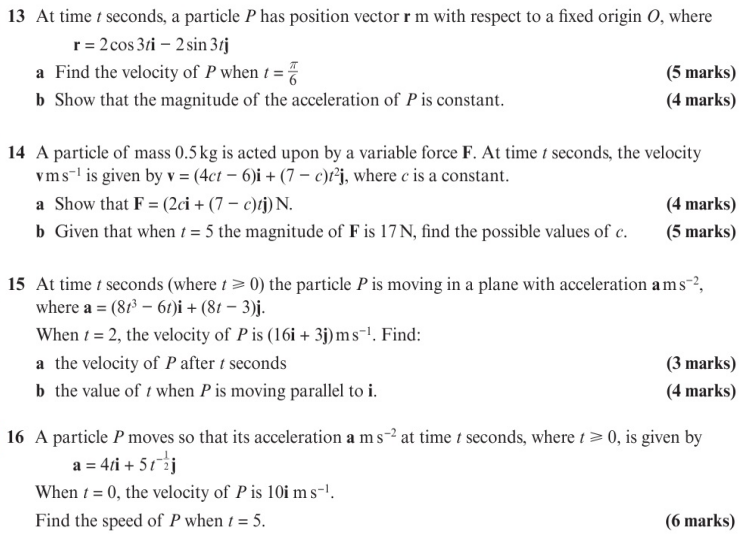 13 At time t seconds, a particle P has position vector r m with respect to a fixed origin O, where
r = 2 cos 3ti − 2 sin 3tj
a Find the velocity of P when t = π/6 (5 marks)
b Show that the magnitude of the acceleration of P is constant. (4 marks)
14 A particle of mass 0.5 kg is acted upon by a variable force F. At time t seconds, the velocity
v m s⁻¹ is given by v = (4ct − 6)i + (7 − c)t²j, where c is a constant.
a Show that F = (2ci + (7 − c)tj) N. (4 marks)
b Given that when t = 5 the magnitude of F is 17 N, find the possible values of c. (5 marks)
15 At time t seconds (where t ⩾ 0) the particle P is moving in a plane with acceleration a m s⁻²,
where a = (8t³ − 6t)i + (8t − 3)j.
When t = 2, the velocity of P is (16i + 3j) m s⁻¹. Find:
a the velocity of P after t seconds (3 marks)
b the value of t when P is moving parallel to i. (4 marks)
16 A particle P moves so that its acceleration a m s⁻² at time t seconds, where t ⩾ 0, is given by
a = 4ti + 5t^(−1/2)j
When t = 0, the velocity of P is 10i m s⁻¹.
Find the speed of P when t = 5. (6 marks)